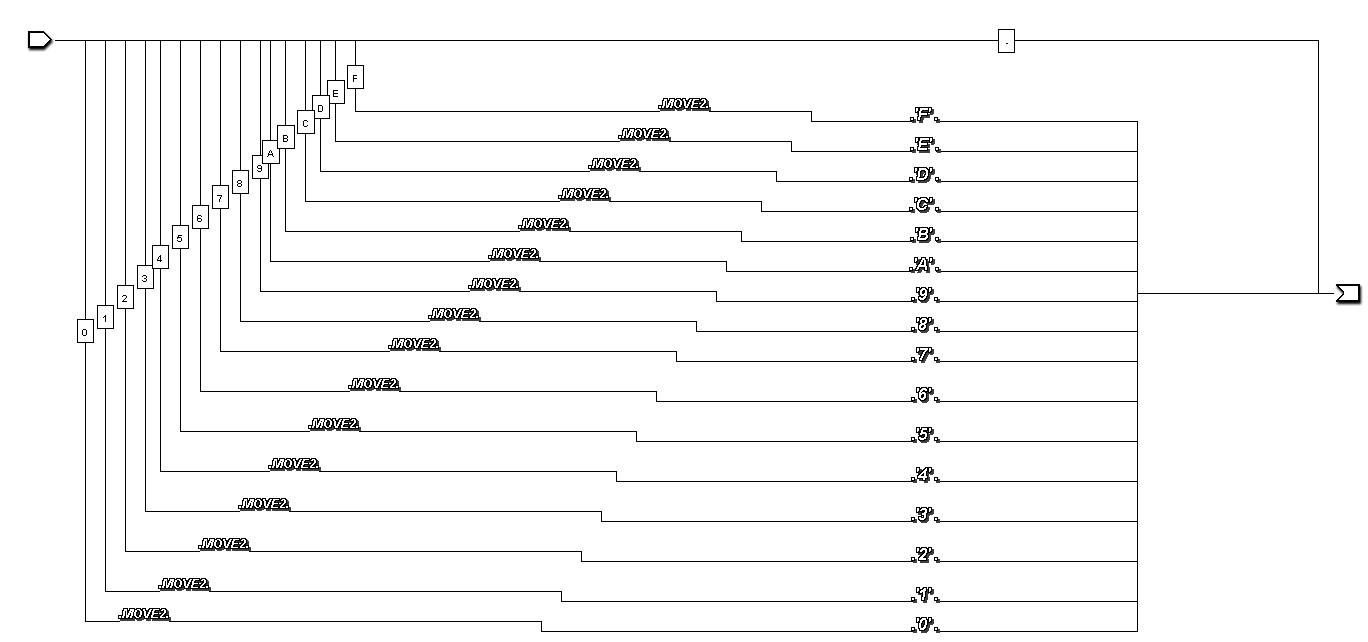 -
F
E
D
C
B
A
9
8
7
6
5
4
3
2
1
0
.MOVE2. .'F'.
.MOVE2. .'E'.
.MOVE2. .'D'.
.MOVE2. .'C'.
.MOVE2. .'B'.
.MOVE2. .'A'.
.MOVE2. .'9'.
.MOVE2. .'8'.
.MOVE2. .'7'.
.MOVE2. .'6'.
.MOVE2. .'5'.
.MOVE2. .'4'.
.MOVE2. .'3'.
.MOVE2. .'2'.
.MOVE2. .'1'.
.MOVE2. .'0'.